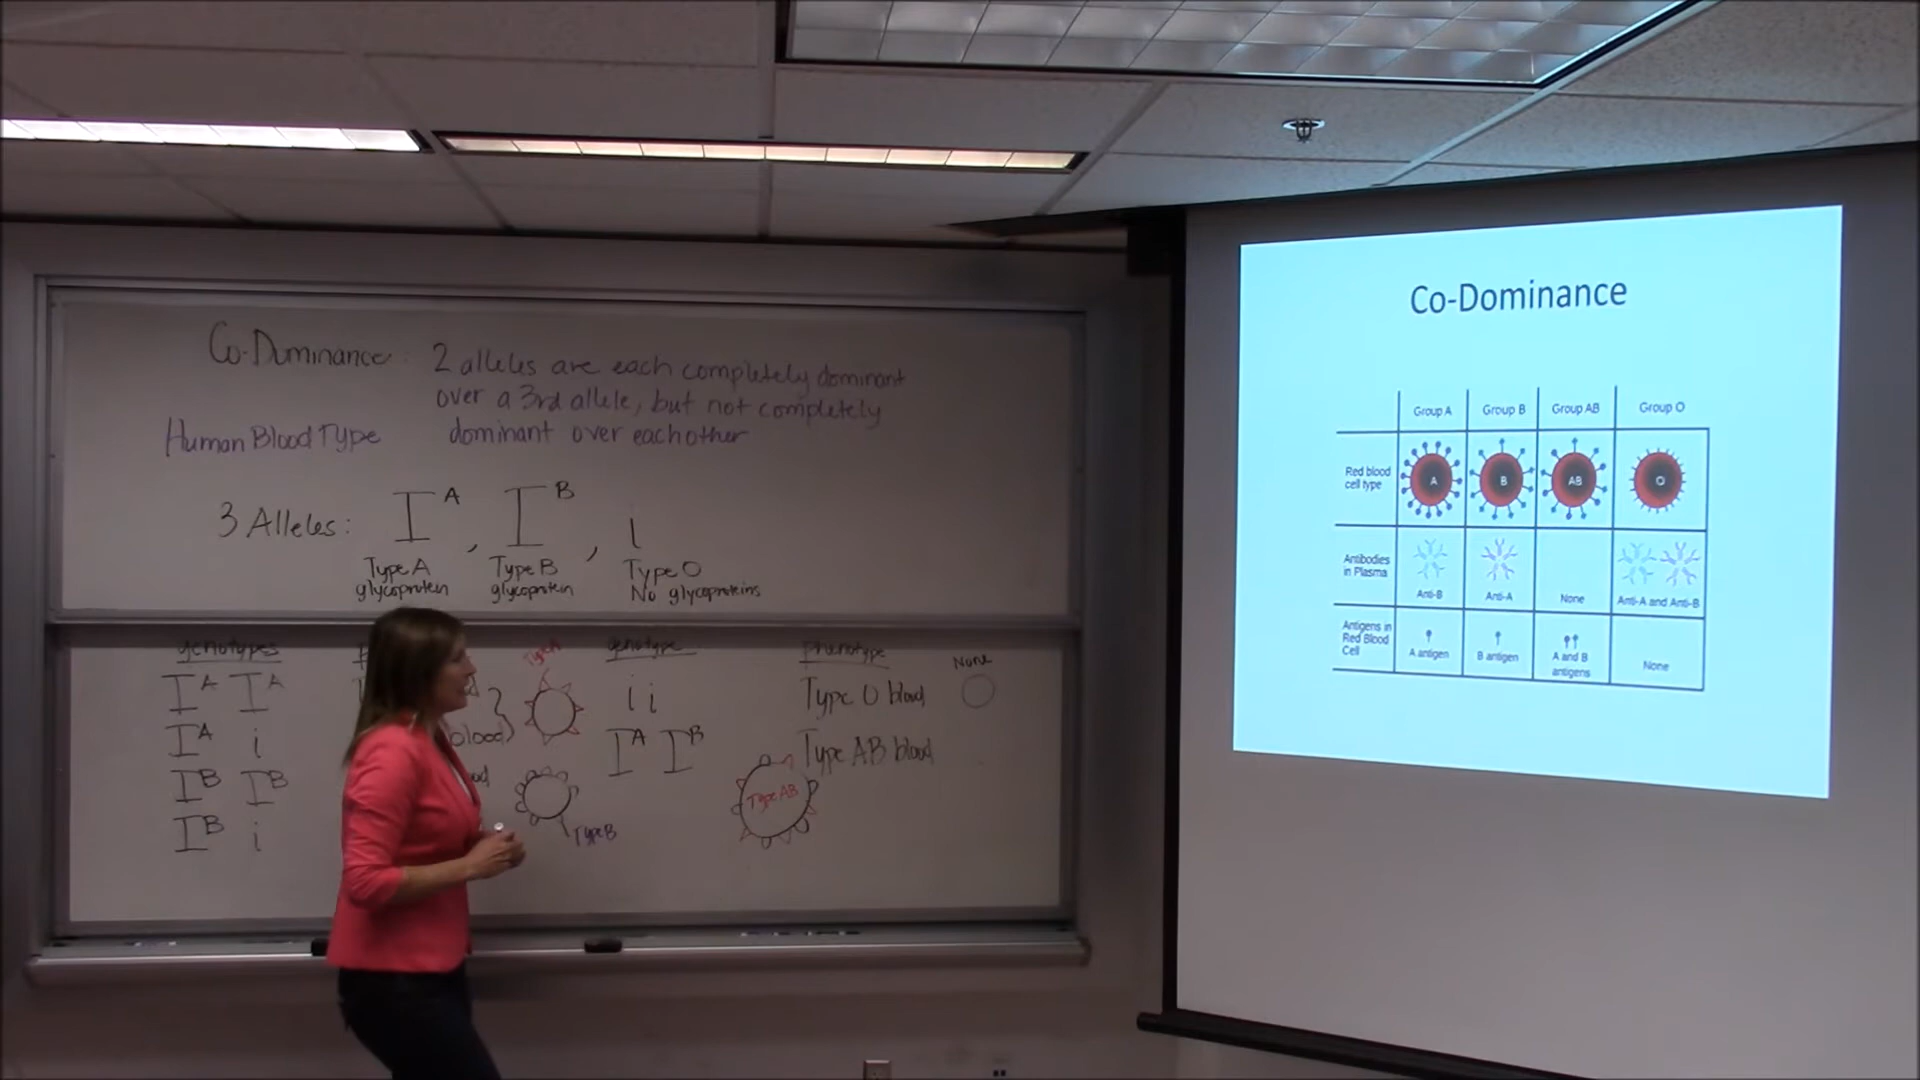 Co-Dominance: 2 alleles are each completely dominant
over a 3rd allele, but not completely
Human Blood Type dominant over eachother
3 Alleles: I^A, I^B, i
Type A Type B Type O
glycoprotein glycoprotein No glycoproteins
genotypes
I^A I^A
I^A i
I^B I^B
I^B i
blood
Type A
Type B
genotype phenotype None
i i Type O blood
I^A I^B Type AB blood
Type AB
Co-Dominance
Group A Group B Group AB Group O
Red blood
cell type
A B AB O
Antibodies
in Plasma
Anti-B Anti-A None Anti-A and Anti-B
Antigens in
Red Blood
Cell
A antigen B antigen A and B
antigens None